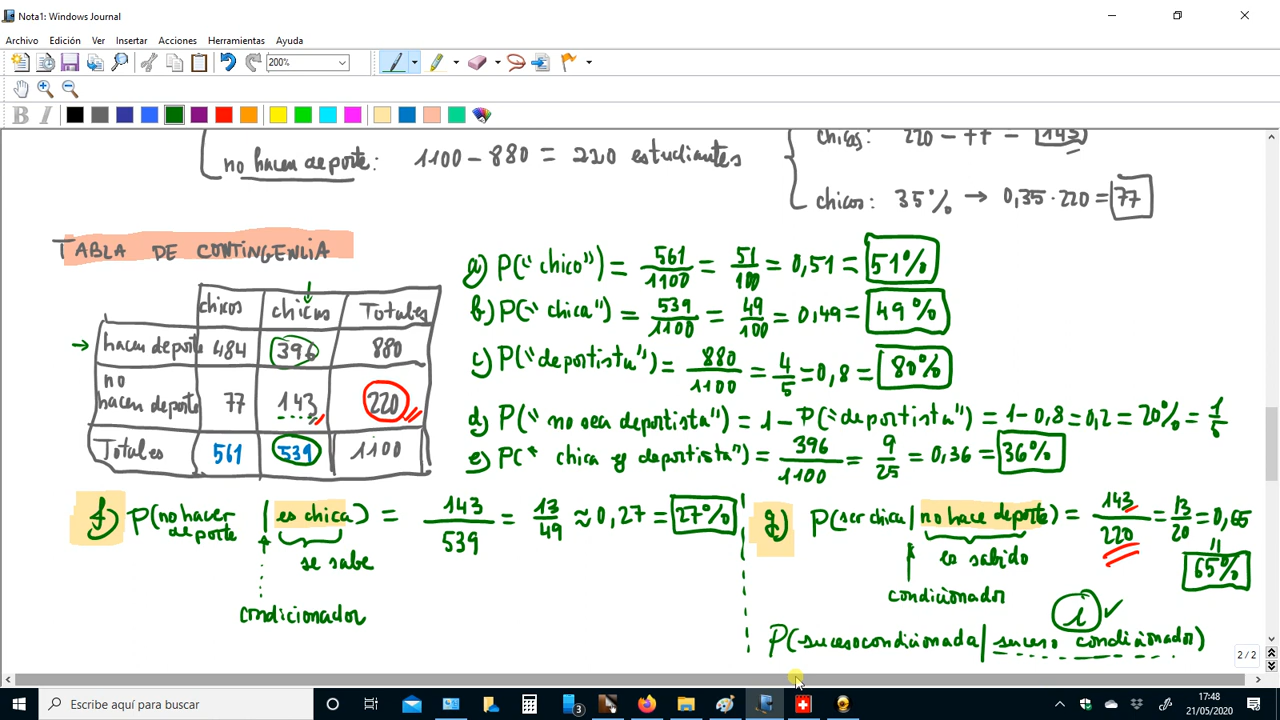 Nota1: Windows Journal
Archivo Edición Ver Insertar Acciones Herramientas Ayuda
200%
B I
chicas: 220 - 77 - 143
no hacen deporte: 1100 - 880 = 220 estudiantes
chicos: 35% → 0,35 · 220 = 77
TABLA DE CONTINGENCIA
chicos chicas Totales
hacen deporte 484 396 880
no hacen deporte 77 143 220
Totales 561 539 1100
a) P("chico") = 561/1100 = 51/100 = 0,51 = 51%
b) P("chica") = 539/1100 = 49/100 = 0,49 = 49%
c) P("deportista") = 880/1100 = 4/5 = 0,8 = 80%
d) P("no sea deportista") = 1 - P("deportista") = 1 - 0,8 = 0,2 = 20% =
e) P("chica y deportista") = 396/1100 = 9/25 = 0,36 = 36%
f) P(no hacer deporte | es chica) = 143/539 = 13/49 ≈ 0,27 = 27%
se sabe
condicionador
g) P(ser chica | no hace deporte) = 143/220 = 13/20 = 0,65 = 65%
es sabido
condicionador
P(suceso condicionada | suceso condicionador)
2/2
Escribe aquí para buscar
3
17:48
21/05/2020